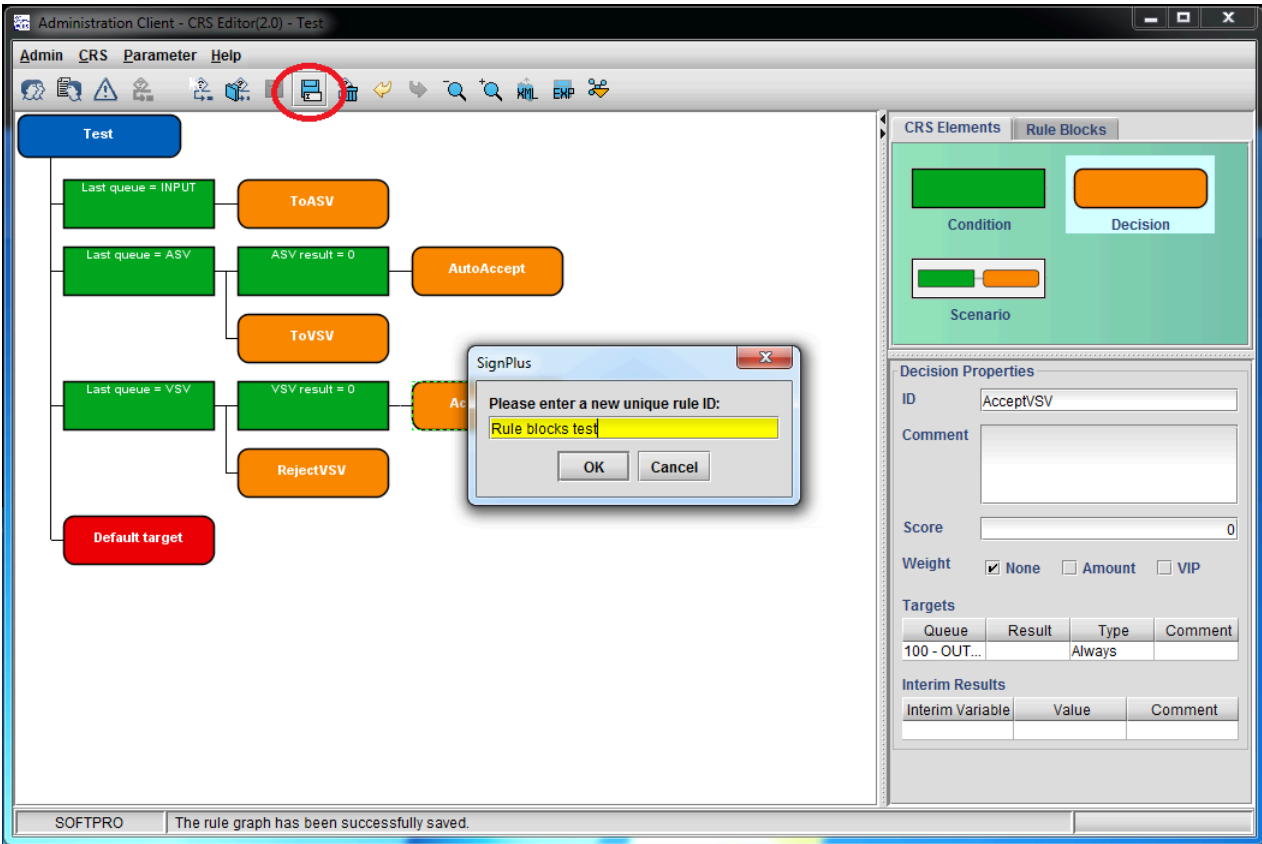 Administration Client - CRS Editor(2.0) - Test
Admin CRS Parameter Help
XML EXP
Test
Last queue = INPUT
ToASV
Last queue = ASV
ASV result = 0
AutoAccept
ToVSV
Last queue = VSV
VSV result = 0
Ac
RejectVSV
Default target
SignPlus
Please enter a new unique rule ID:
Rule blocks test
OK Cancel
CRS Elements Rule Blocks
Condition Decision
Scenario
Decision Properties
ID AcceptVSV
Comment
Score 0
Weight None Amount VIP
Targets
Queue Result Type Comment
100 - OUT... Always
Interim Results
Interim Variable Value Comment
SOFTPRO The rule graph has been successfully saved.